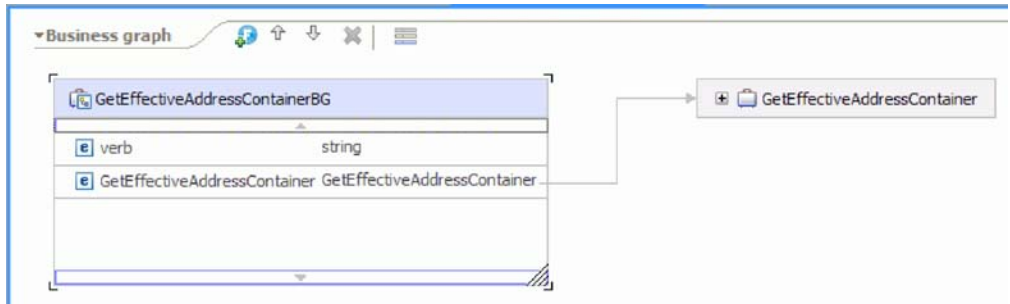 Business graph
GetEffectiveAddressContainerBG
GetEffectiveAddressContainer
e verb string
e GetEffectiveAddressContainer GetEffectiveAddressContainer